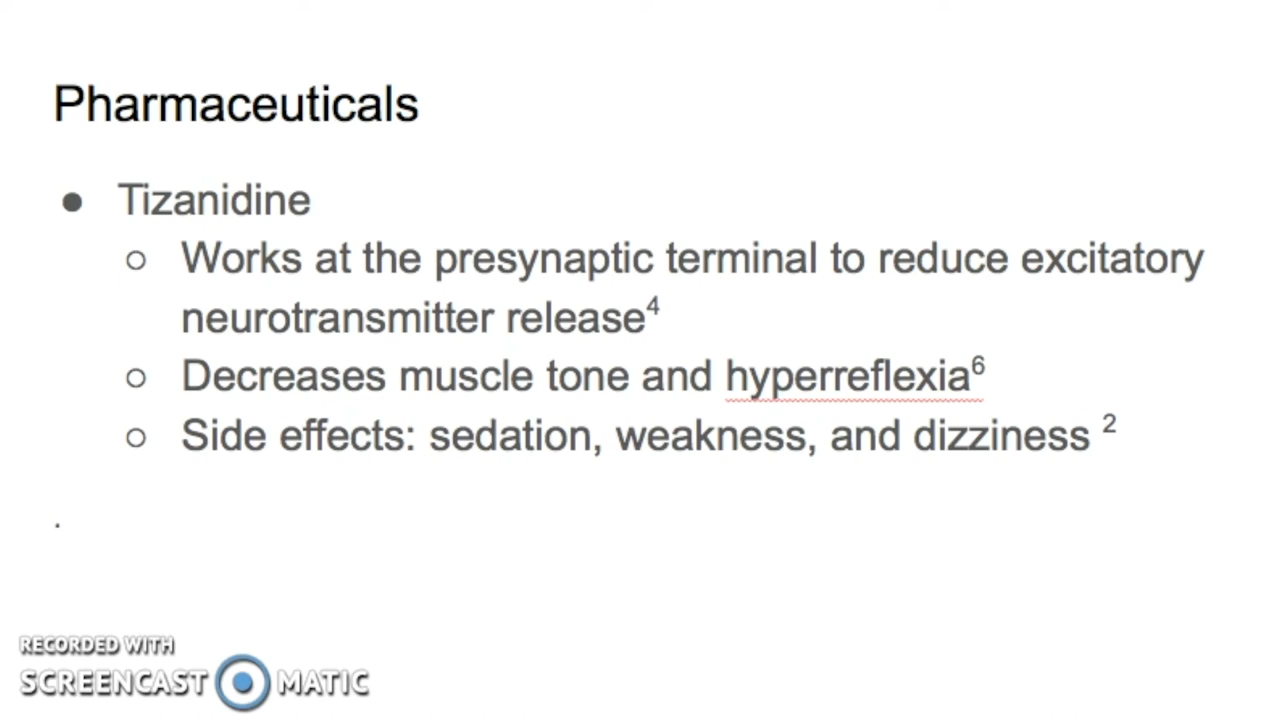 Pharmaceuticals
● Tizanidine
○ Works at the presynaptic terminal to reduce excitatory
neurotransmitter release⁴
○ Decreases muscle tone and hyperreflexia⁶
○ Side effects: sedation, weakness, and dizziness ²
.
RECORDED WITH
SCREENCAST MATIC